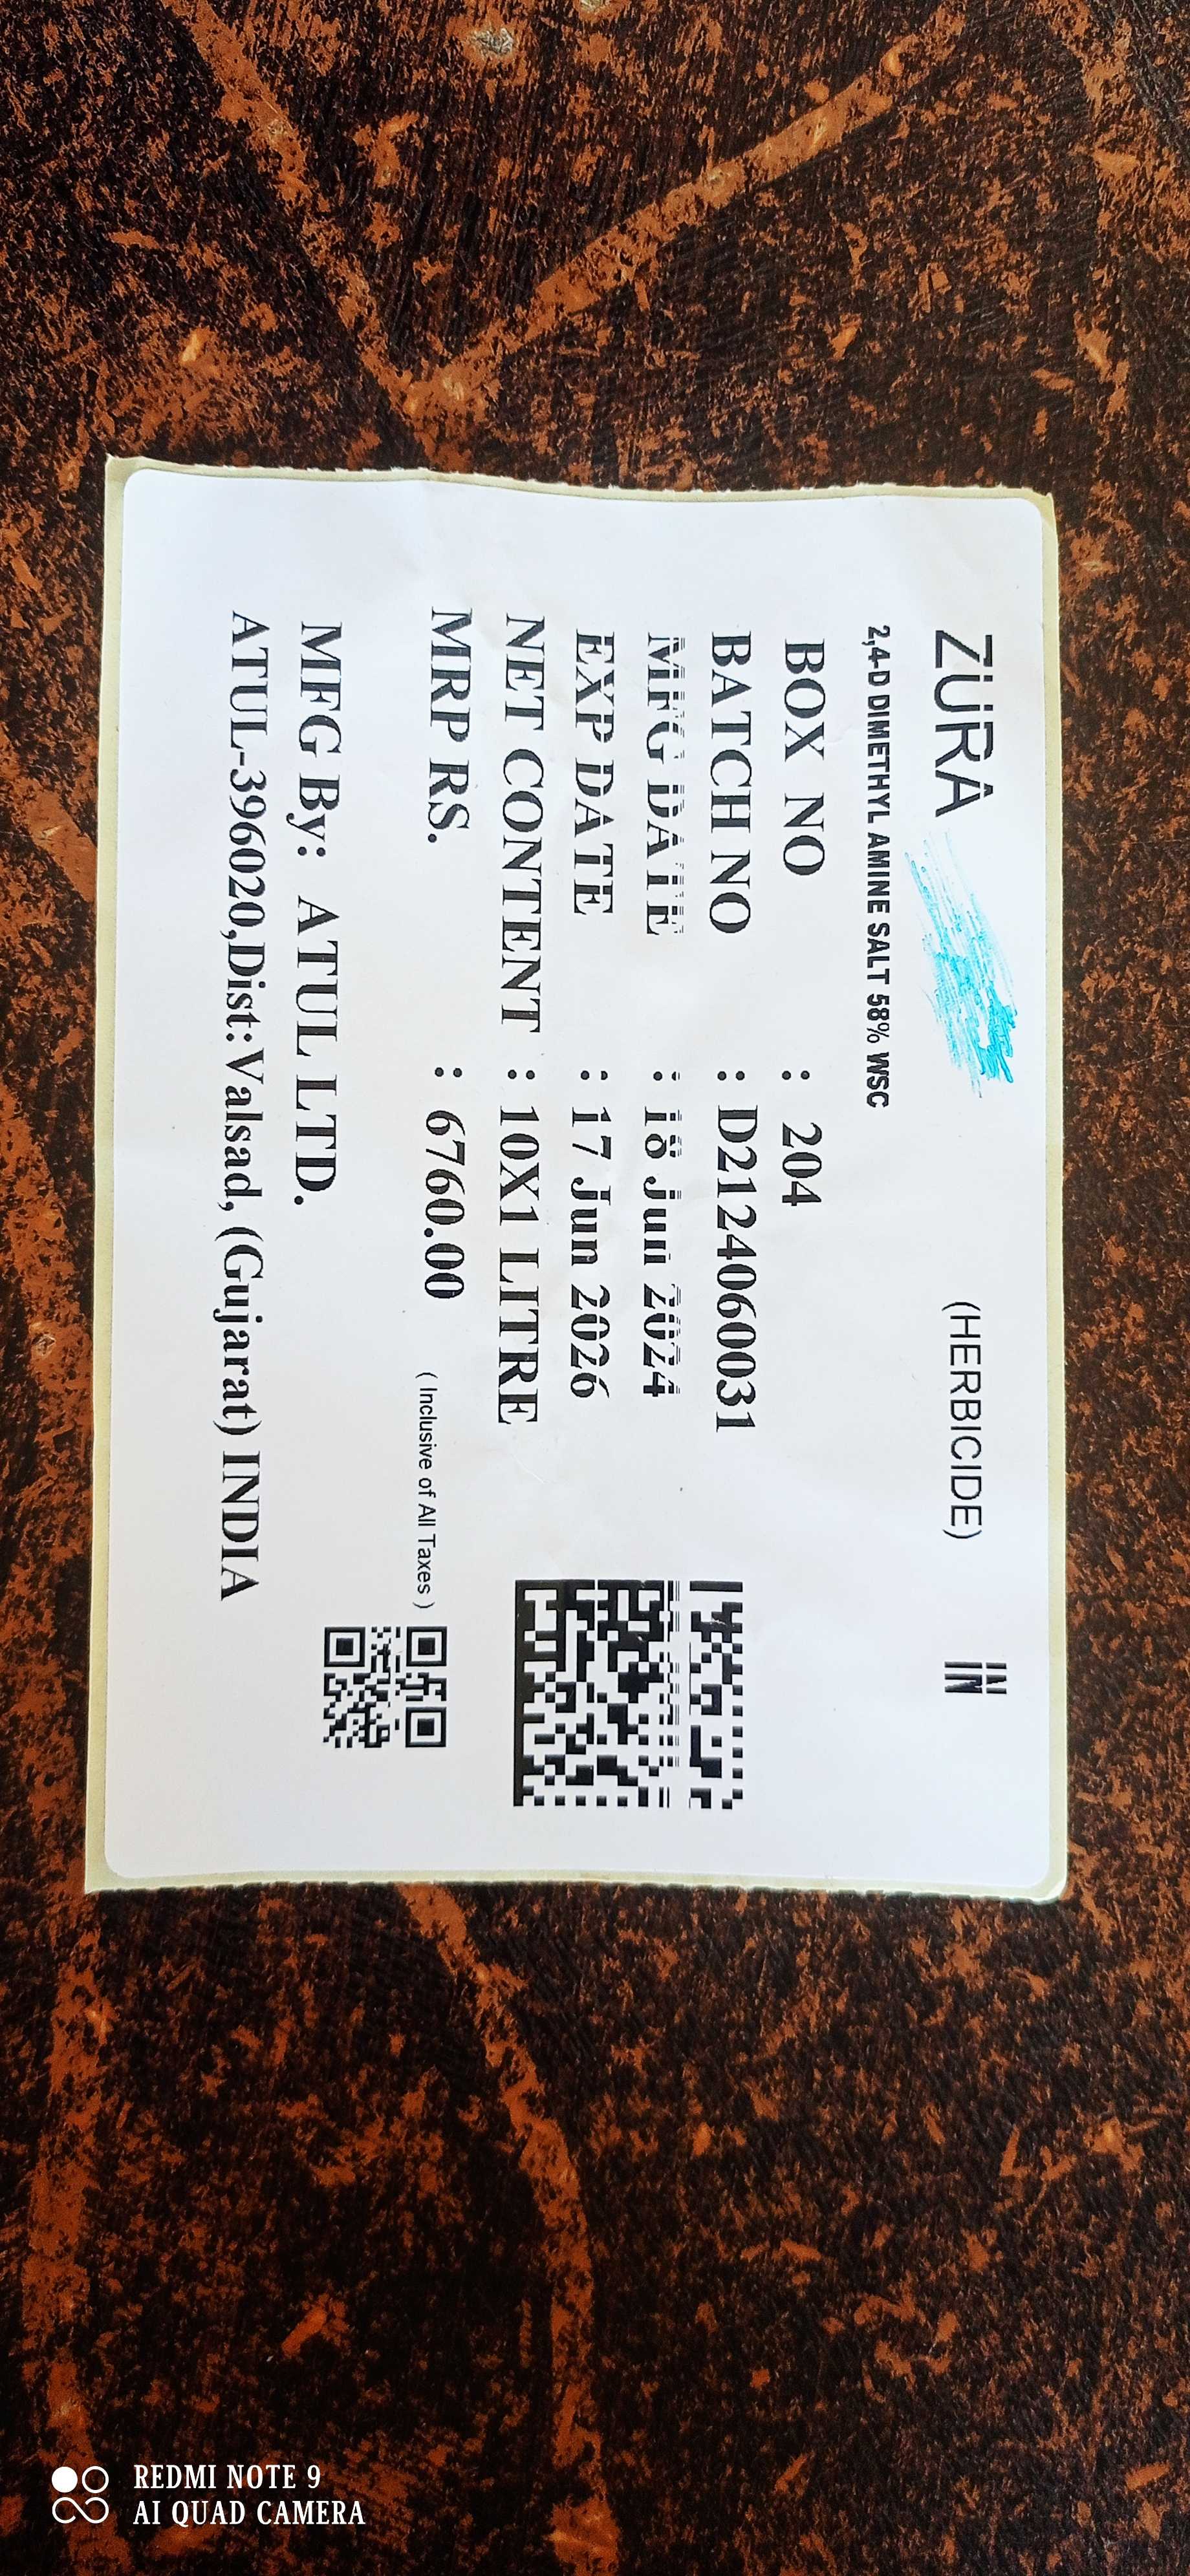 ZURA (HERBICIDE) IN
2,4-D DIMETHYL AMINE SALT 58% WSC
BOX NO : 204
BATCH NO : D2124060031
MFG DATE : 18 Jun 2024
EXP DATE : 17 Jun 2026
NET CONTENT : 10X1 LITRE
MRP RS. : 6760.00 ( Inclusive of All Taxes )
MFG By: ATUL LTD.
ATUL-396020,Dist:Valsad, (Gujarat) INDIA
REDMI NOTE 9
AI QUAD CAMERA